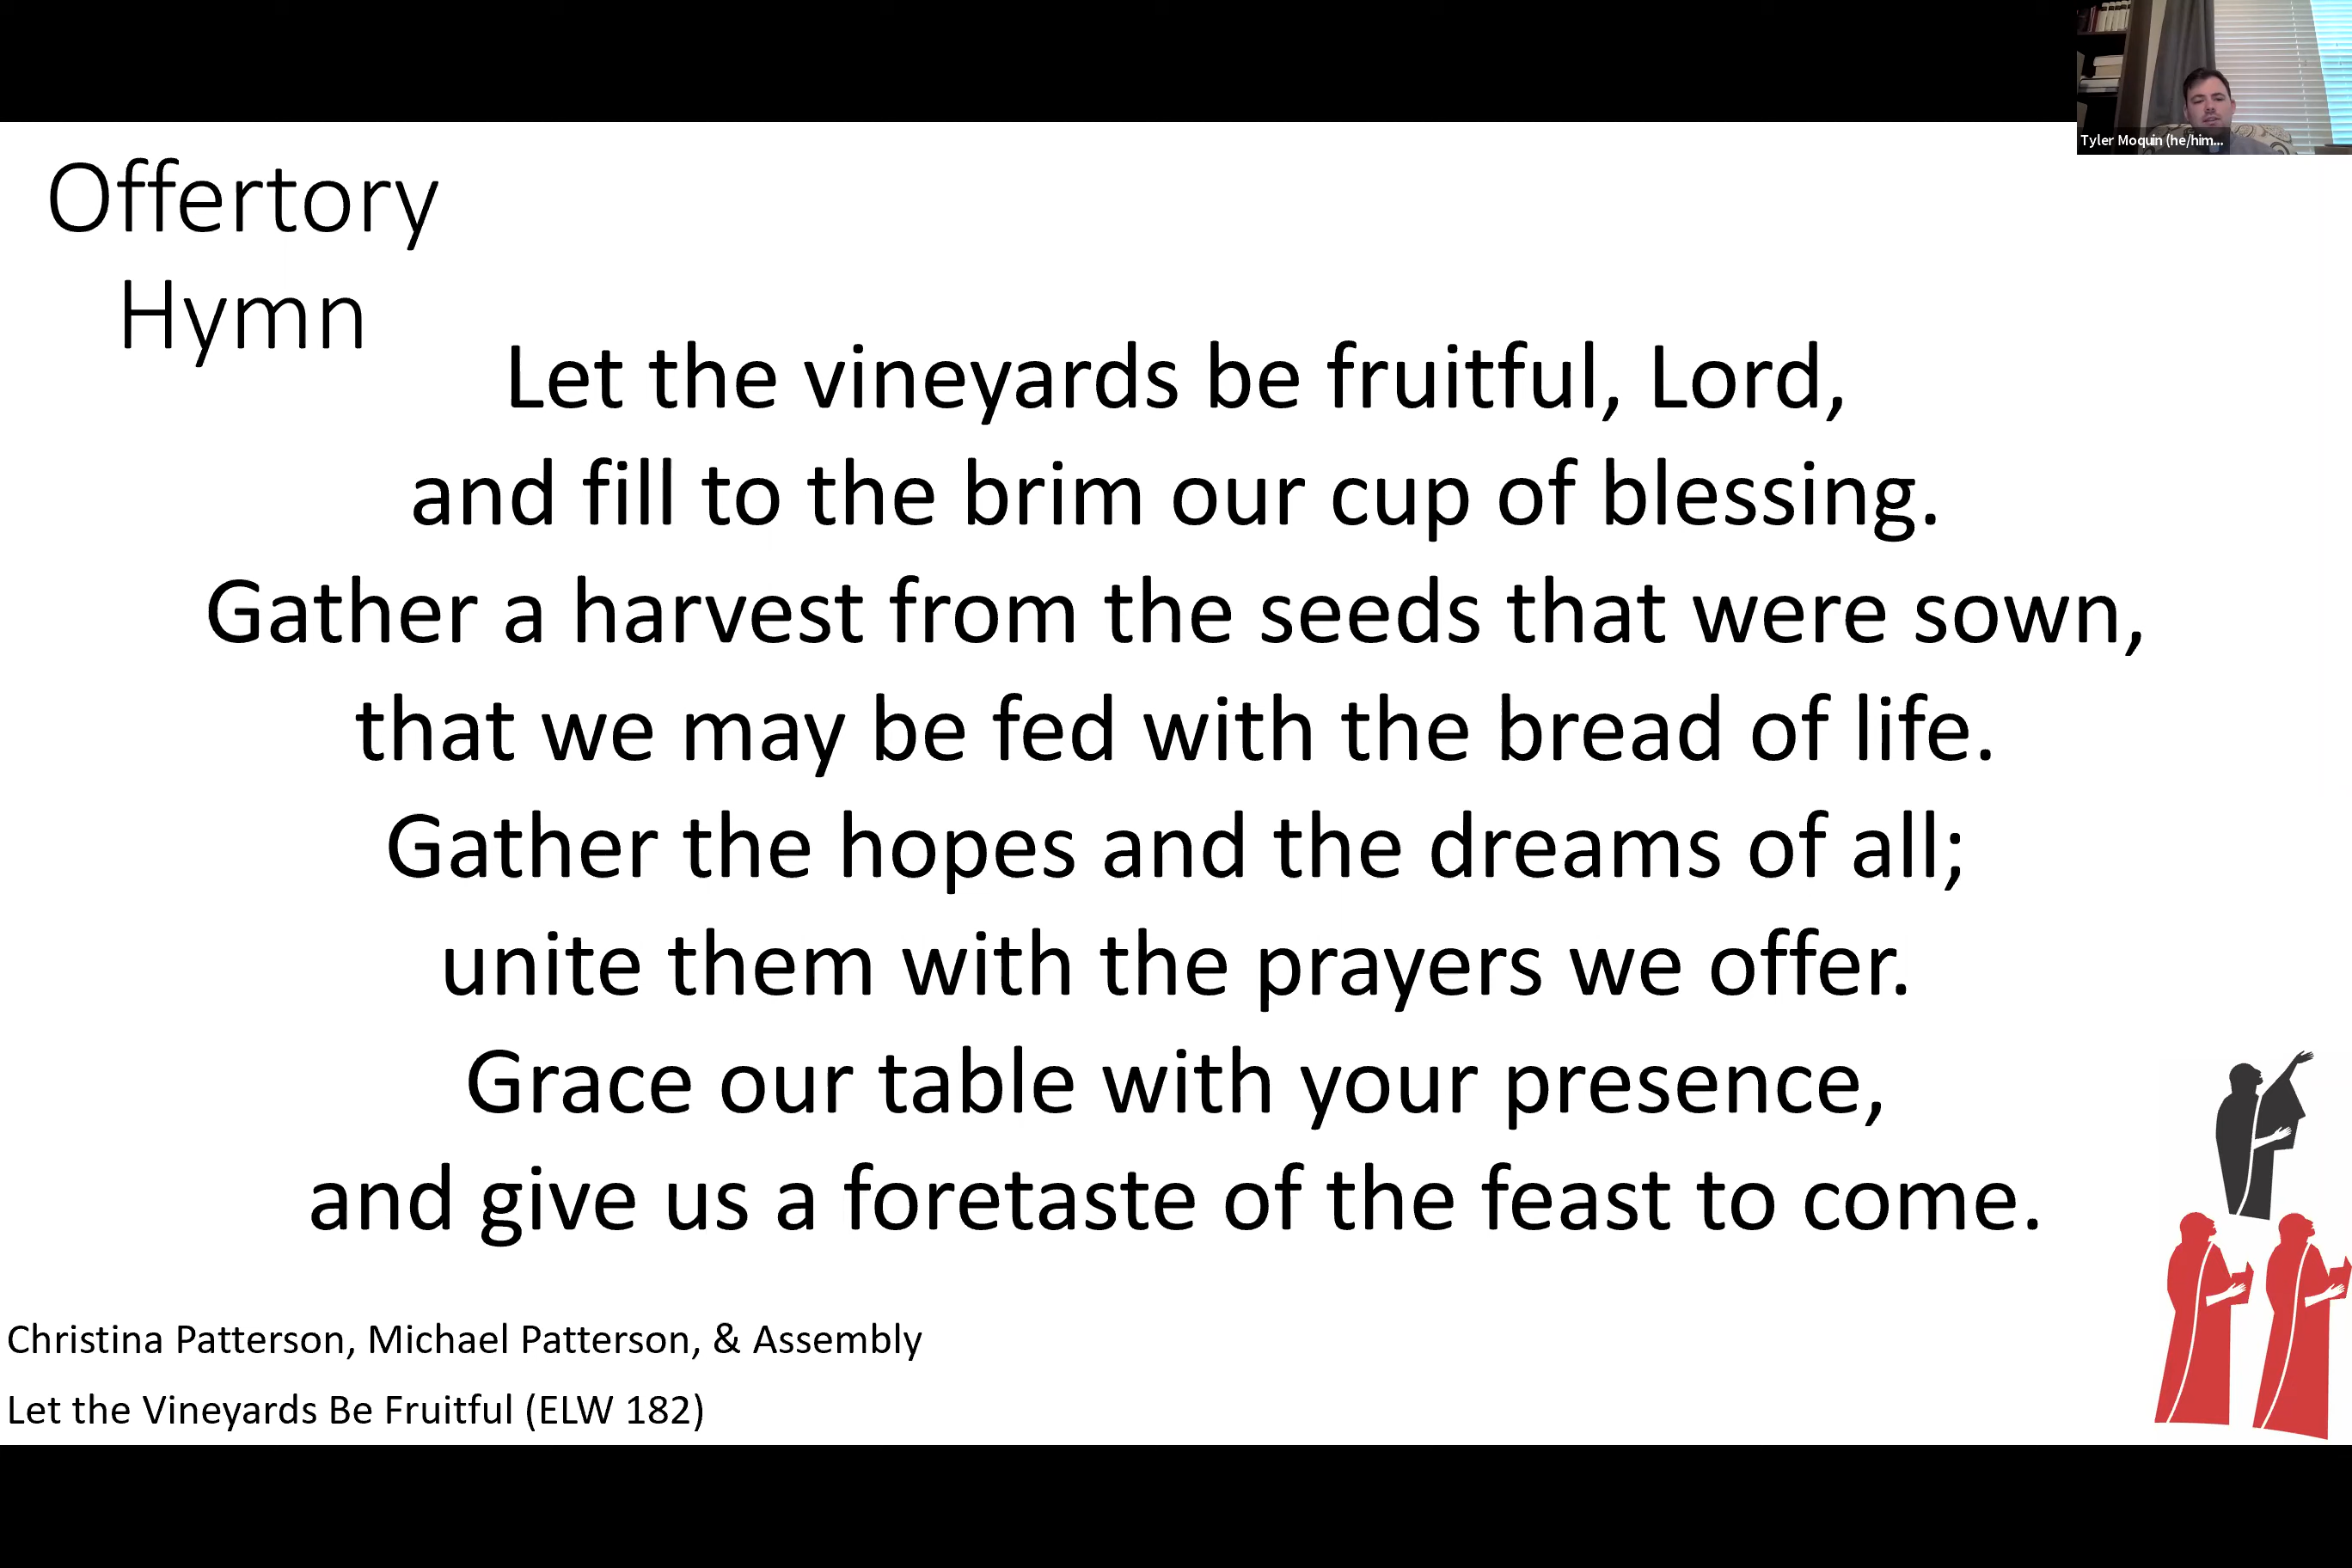 Offertory
Hymn
Let the vineyards be fruitful, Lord,
and fill to the brim our cup of blessing.
Gather a harvest from the seeds that were sown,
that we may be fed with the bread of life.
Gather the hopes and the dreams of all;
unite them with the prayers we offer.
Grace our table with your presence,
and give us a foretaste of the feast to come.
Christina Patterson, Michael Patterson, & Assembly
Let the Vineyards Be Fruitful (ELW 182)
Tyler Moquin (he/him...